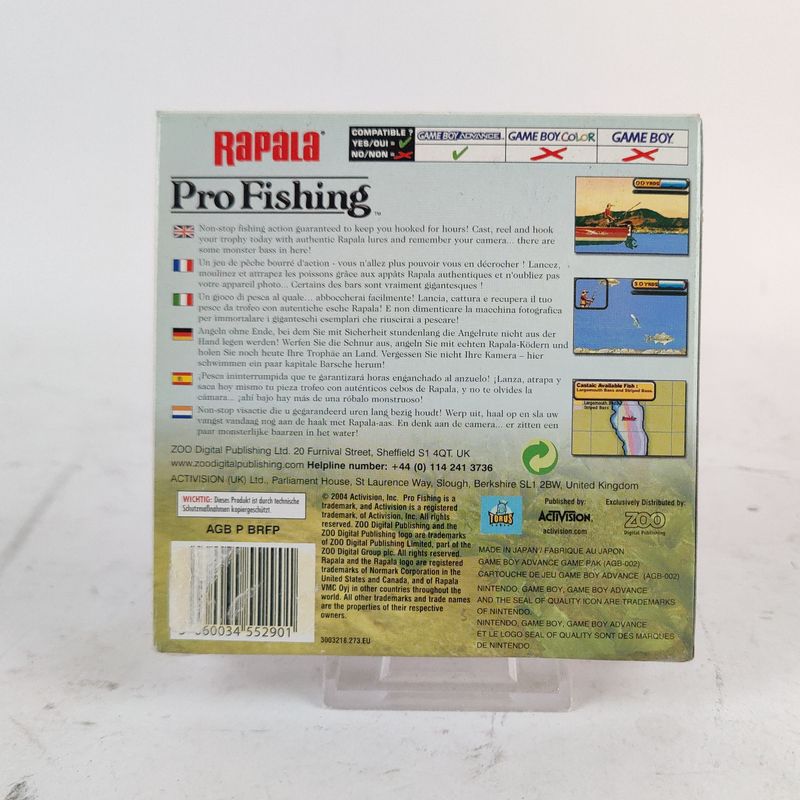 Rapala®
COMPATIBLE ?
YES/OUI =
NO/NON =
GAME BOY ADVANCE
GAME BOY COLOR
GAME BOY
Pro Fishing™
Non-stop fishing action guaranteed to keep you hooked for hours! Cast, reel and hook
your trophy today with authentic Rapala lures and remember your camera... there are
some monster bass in here!
Un jeu de pêche bourré d'action - vous n'allez plus pouvoir vous en décrocher ! Lancez,
moulinez et attrapez les poissons grâce aux appâts Rapala authentiques et n'oubliez pas
votre appareil photo... Certains des bars sont vraiment gigantesques !
Un gioco di pesca al quale... abboccherai facilmente! Lancia, cattura e recupera il tuo
pesce da trofeo con autentiche esche Rapala! E non dimenticare la macchina fotografica
per immortalare i giganteschi esemplari che riuscirai a pescare!
Angeln ohne Ende, bei dem Sie mit Sicherheit stundenlang die Angelrute nicht aus der
Hand legen werden! Werfen Sie die Schnur aus, angeln Sie mit echten Rapala-Ködern und
holen Sie noch heute Ihre Trophäe an Land. Vergessen Sie nicht Ihre Kamera – hier
schwimmen ein paar kapitale Barsche herum!
¡Pesca ininterrumpida que te garantizará horas enganchado al anzuelo! ¡Lanza, atrapa y
saca hoy mismo tu pieza trofeo con auténticos cebos de Rapala, y no te olvides la
cámara... ¡ahí bajo hay más de una róbalo monstruoso!
Non-stop visactie die u gegarandeerd uren lang bezig houdt! Werp uit, haal op en sla uw
vangst vandaag nog aan de haak met Rapala-aas. En denk aan de camera... er zitten een
paar monsterlijke baarzen in het water!
00 YRDS
50 YRDS
Castaic Available Fish :
Largemouth Bass and Striped Bass.
Largemouth Bass
Striped Bass
ZOO Digital Publishing Ltd. 20 Furnival Street, Sheffield S1 4QT. UK
www.zoodigitalpublishing.com Helpline number: +44 (0) 114 241 3736
ACTIVISION (UK) Ltd., Parliament House, St Laurence Way, Slough, Berkshire SL1 2BW, United Kingdom
WICHTIG: Dieses Produkt ist durch technische
Schutzmaßnahmen kopiergeschützt.
AGB P BRFP
060034 552901
© 2004 Activision, Inc. Pro Fishing is a
trademark, and Activision is a registered
trademark, of Activision, Inc. All rights
reserved. ZOO Digital Publishing and the
ZOO Digital Publishing logo are trademarks
of ZOO Digital Publishing Limited, part of the
ZOO Digital Group plc. All rights reserved.
Rapala and the Rapala logo are registered
trademarks of Normark Corporation in the
United States and Canada, and of Rapala
VMC Oyj in other countries throughout the
world. All other trademarks and trade names
are the properties of their respective
owners.
3003218.273.EU
TORUS
GAMES
Published by:
ACTIVISION.
activision.com
Exclusively Distributed by:
ZOO
Digital Publishing
MADE IN JAPAN / FABRIQUE AU JAPON
GAME BOY ADVANCE GAME PAK (AGB-002)
CARTOUCHE DE JEU GAME BOY ADVANCE (AGB-002)
NINTENDO, GAME BOY, GAME BOY ADVANCE
AND THE SEAL OF QUALITY ICON ARE TRADEMARKS
OF NINTENDO.
NINTENDO, GAME BOY, GAME BOY ADVANCE
ET LE LOGO SEAL OF QUALITY SONT DES MARQUES
DE NINTENDO